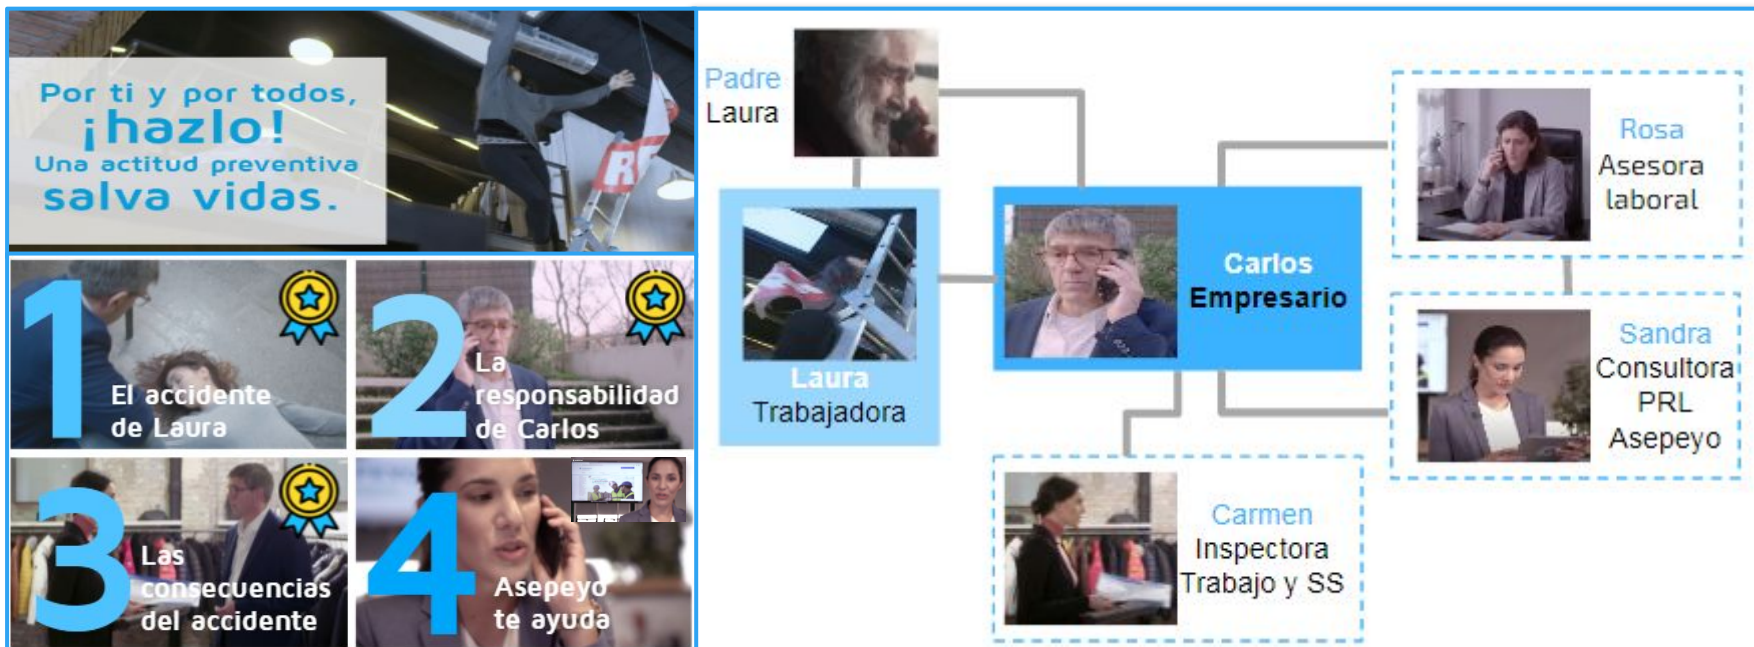 Por ti y por todos,
¡hazlo!
Una actitud preventiva
salva vidas.
1
El accidente
de Laura
2
La
responsabilidad
de Carlos
3
Las
consecuencias
del accidente
4
Asepeyo
te ayuda
Padre
Laura
Laura
Trabajadora
Carlos
Empresario
Rosa
Asesora
laboral
Sandra
Consultora
PRL
Asepeyo
Carmen
Inspectora
Trabajo y SS